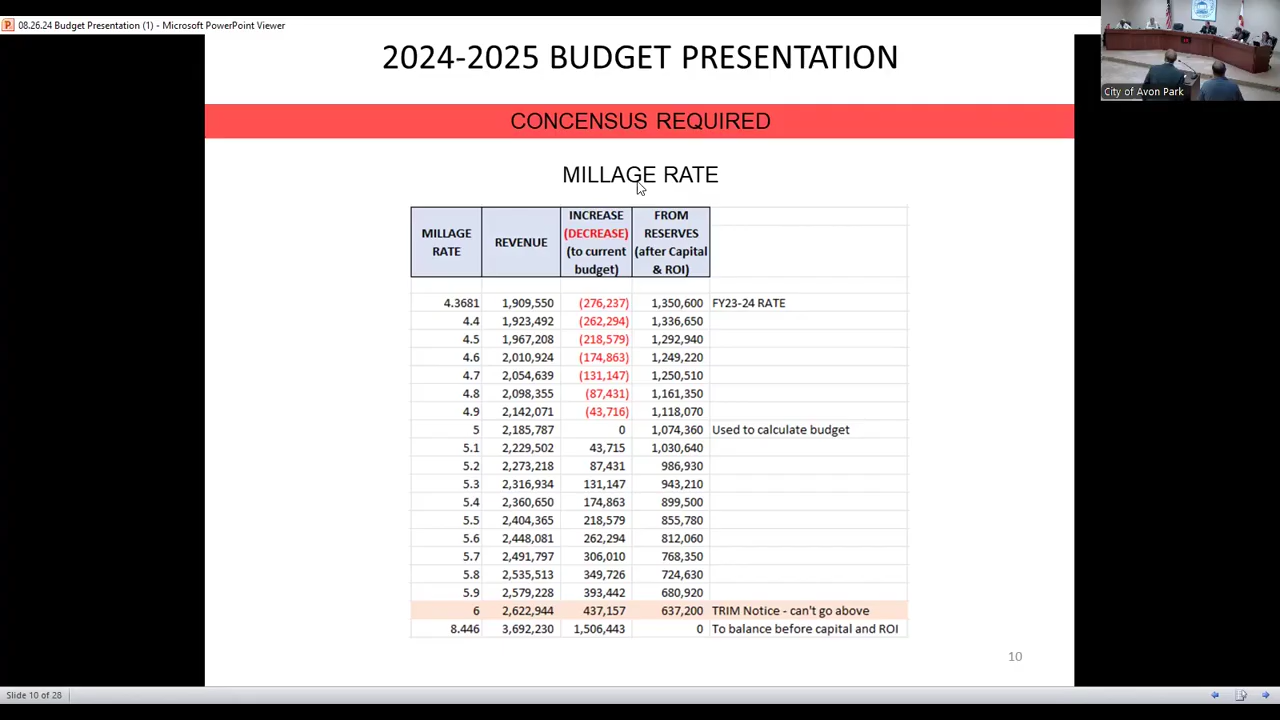 08.26.24 Budget Presentation (1) - Microsoft PowerPoint Viewer
City of Avon Park
2024-2025 BUDGET PRESENTATION
CONCENSUS REQUIRED
MILLAGE RATE
MILLAGE RATE REVENUE INCREASE (DECREASE) (to current budget) FROM RESERVES (after Capital & ROI)
4.3681 1,909,550 (276,237) 1,350,600 FY23-24 RATE
4.4 1,923,492 (262,294) 1,336,650
4.5 1,967,208 (218,579) 1,292,940
4.6 2,010,924 (174,863) 1,249,220
4.7 2,054,639 (131,147) 1,250,510
4.8 2,098,355 (87,431) 1,161,350
4.9 2,142,071 (43,716) 1,118,070
5 2,185,787 0 1,074,360 Used to calculate budget
5.1 2,229,502 43,715 1,030,640
5.2 2,273,218 87,431 986,930
5.3 2,316,934 131,147 943,210
5.4 2,360,650 174,863 899,500
5.5 2,404,365 218,579 855,780
5.6 2,448,081 262,294 812,060
5.7 2,491,797 306,010 768,350
5.8 2,535,513 349,726 724,630
5.9 2,579,228 393,442 680,920
6 2,622,944 437,157 637,200 TRIM Notice - can't go above
8.446 3,692,230 1,506,443 0 To balance before capital and ROI
10
Slide 10 of 28